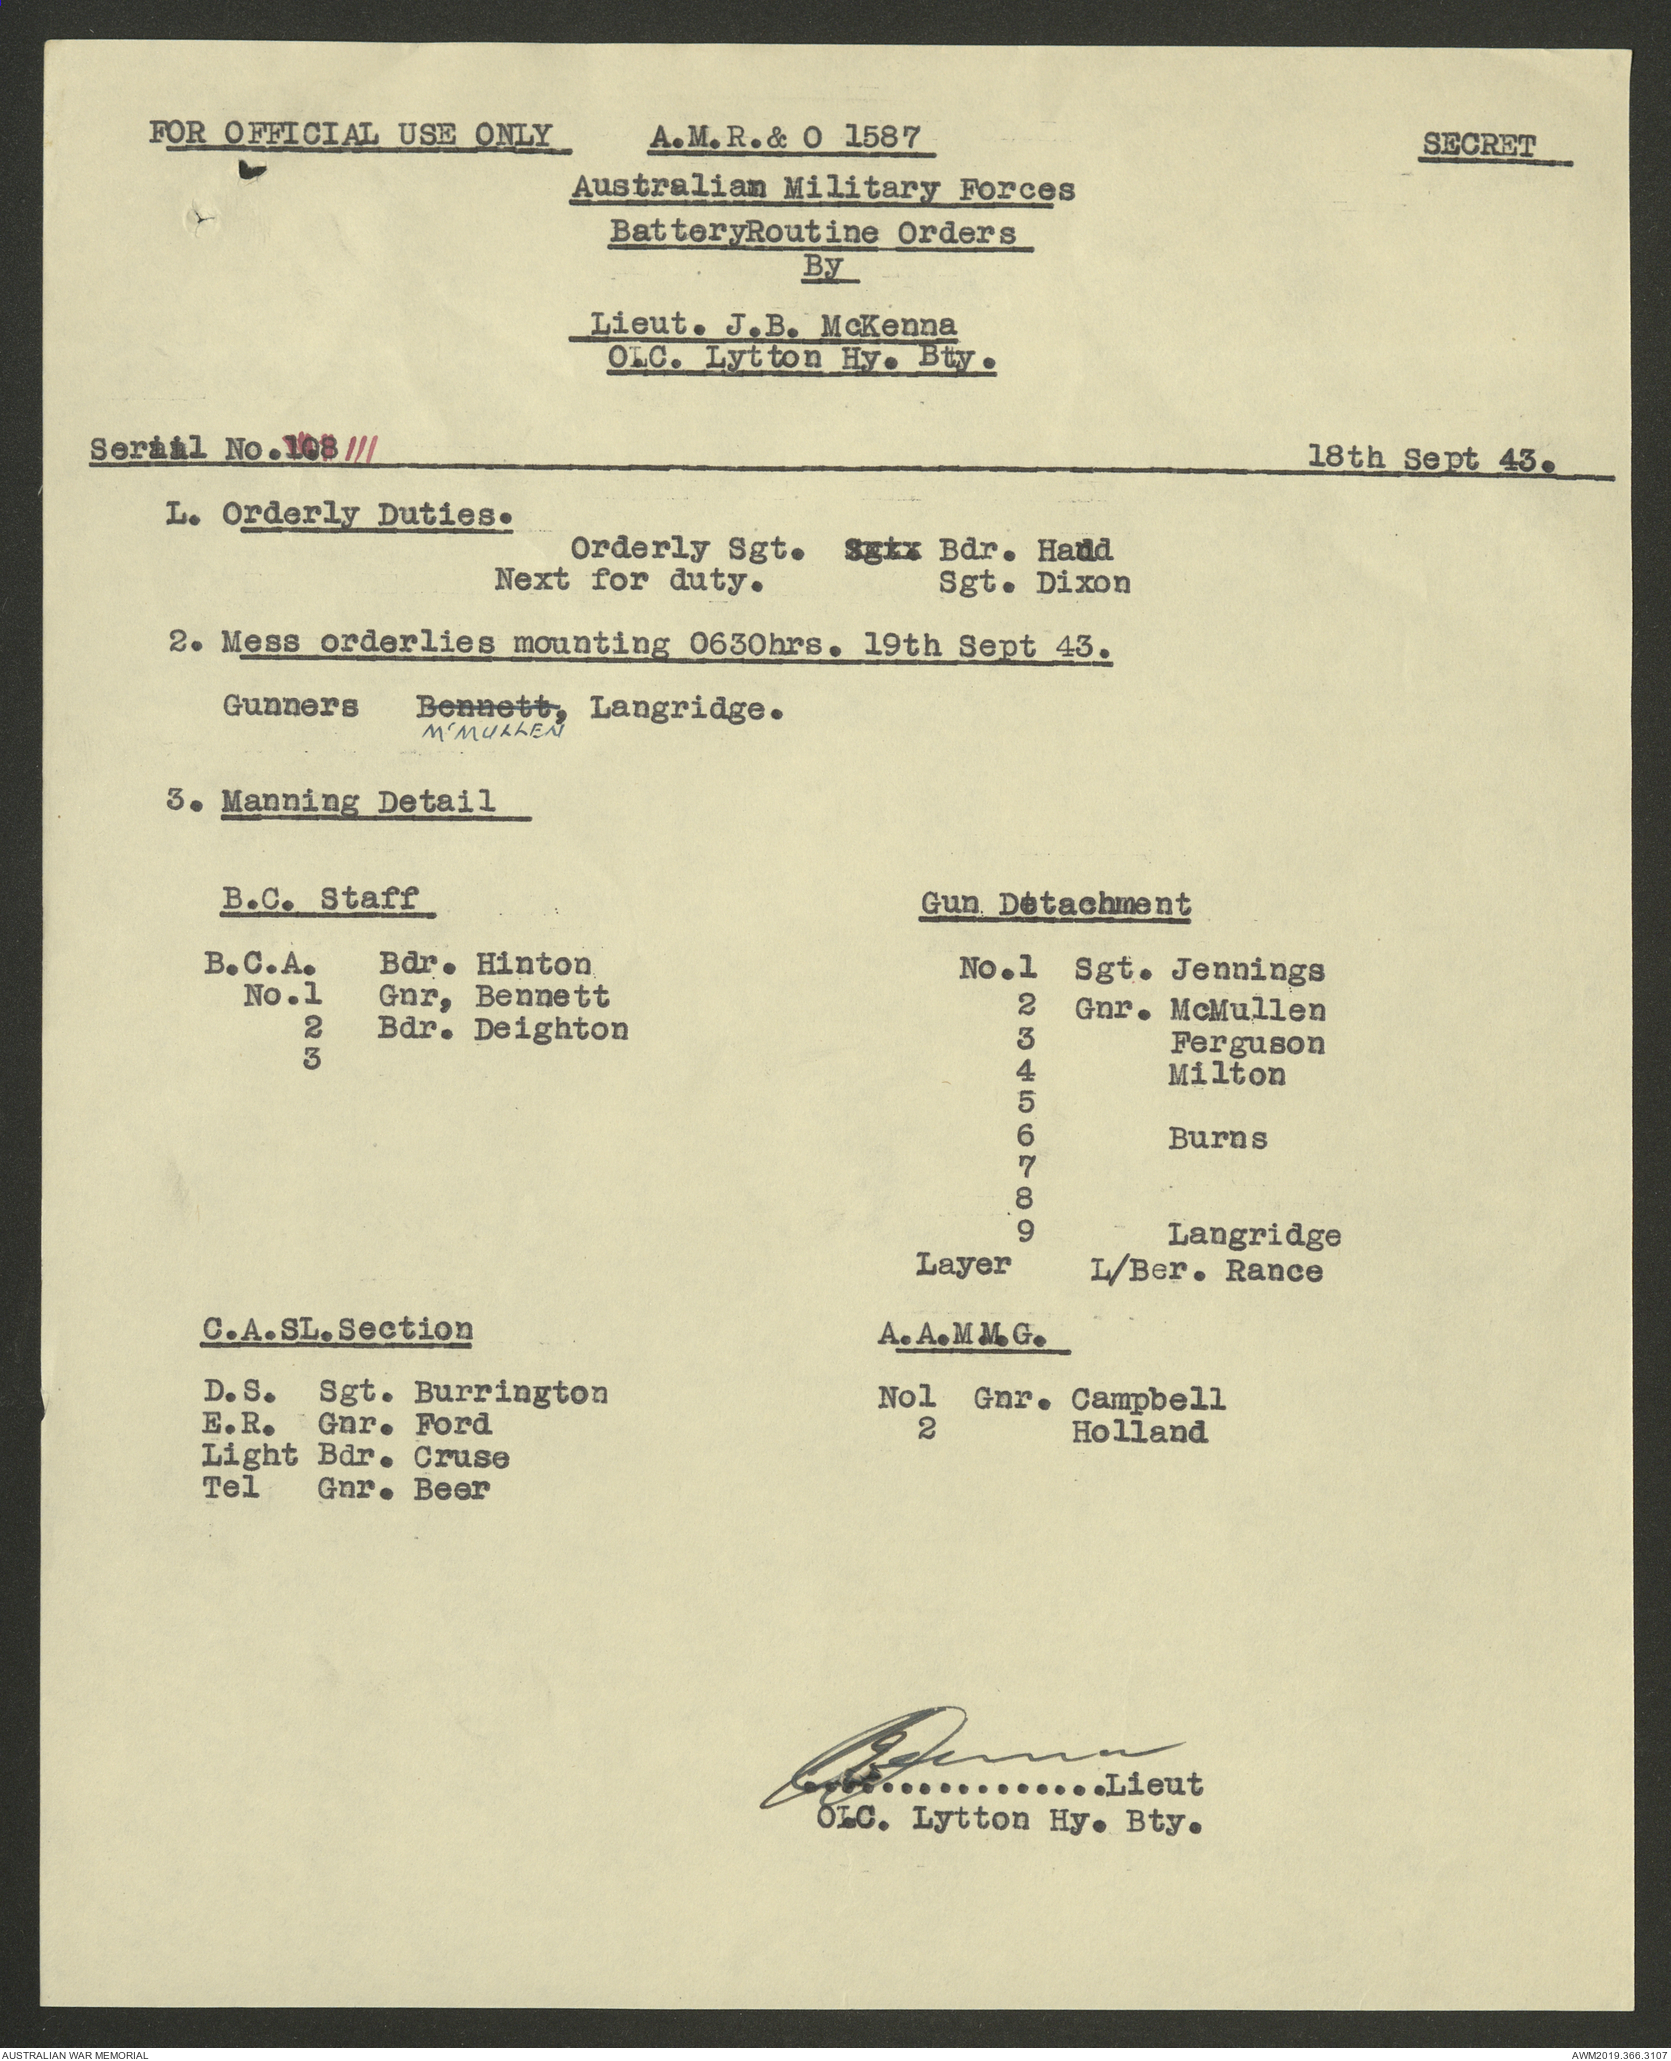 FOR OFFICIAL USE ONLY A.M.R.& O 1587 SECRET
Australian Military Forces
BatteryRoutine Orders
By
Lieut. J.B. McKenna
OIC. Lytton Hy. Bty.
Serial No.108 111 18th Sept 43.
L. Orderly Duties.
Orderly Sgt. Sgt Bdr. Hand
Next for duty. Sgt. Dixon
2. Mess orderlies mounting 0630hrs. 19th Sept 43.
Gunners Bennett, Langridge.
McMULLEN
3. Manning Detail
B.C. Staff
B.C.A. Bdr. Hinton
No.1 Gnr, Bennett
2 Bdr. Deighton
3
Gun Detachment
No.1 Sgt. Jennings
2 Gnr. McMullen
3 Ferguson
4 Milton
5
6 Burns
7
8
9 Langridge
Layer L/Ber. Rance
C.A.SL.Section
D.S. Sgt. Burrington
E.R. Gnr. Ford
Light Bdr. Cruse
Tel Gnr. Beer
A.A.M.M.G.
No1 Gnr. Campbell
2 Holland
................Lieut
OIC. Lytton Hy. Bty.
AUSTRALIAN WAR MEMORIAL AWM2019.366.3107